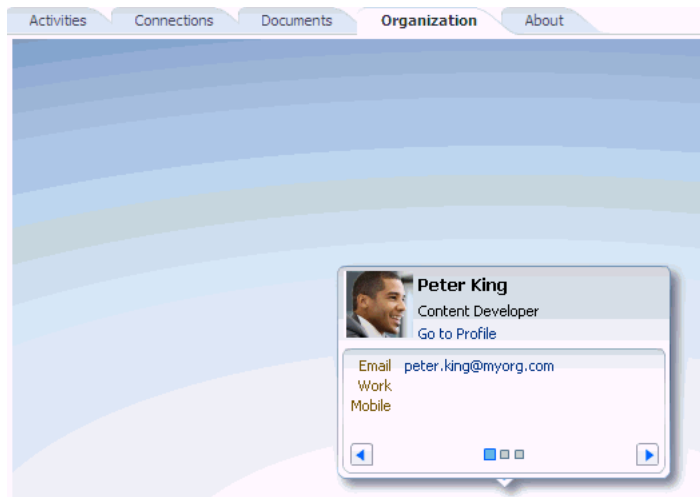 Activities Connections Documents Organization About
Peter King
Content Developer
Go to Profile
Email peter.king@myorg.com
Work
Mobile